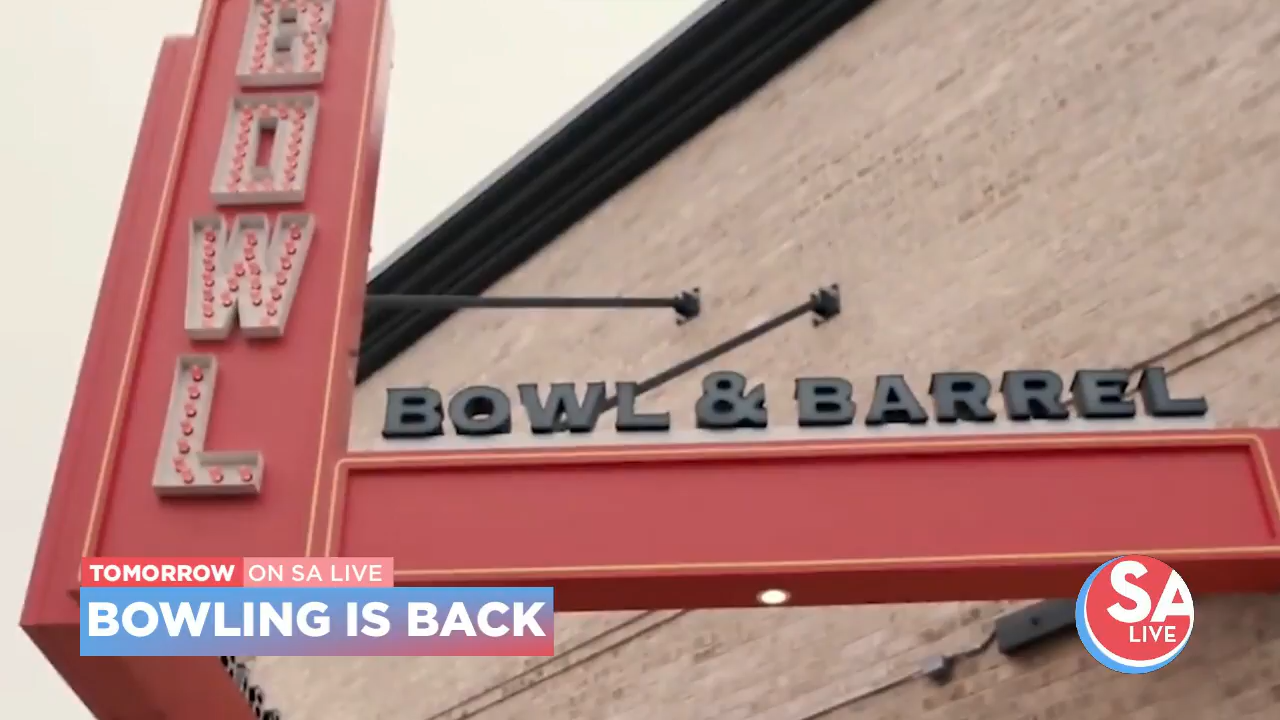 BOWL
BOWL & BARREL
TOMORROW ON SA LIVE
BOWLING IS BACK
SA
LIVE